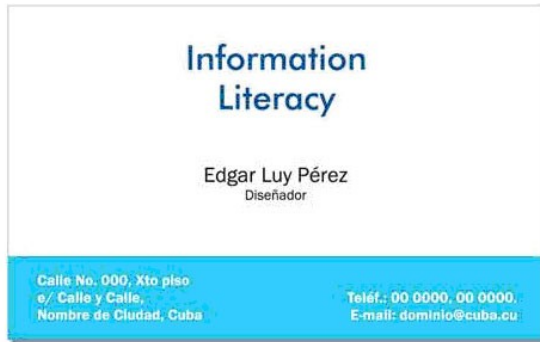 Information
Literacy
Edgar Luy Pérez
Diseñador
Calle No. 000, Xto piso
e/ Calle y Calle,
Nombre de Ciudad, Cuba
Teléf.: 00 0000, 00 0000.
E-mail: dominio@cuba.cu